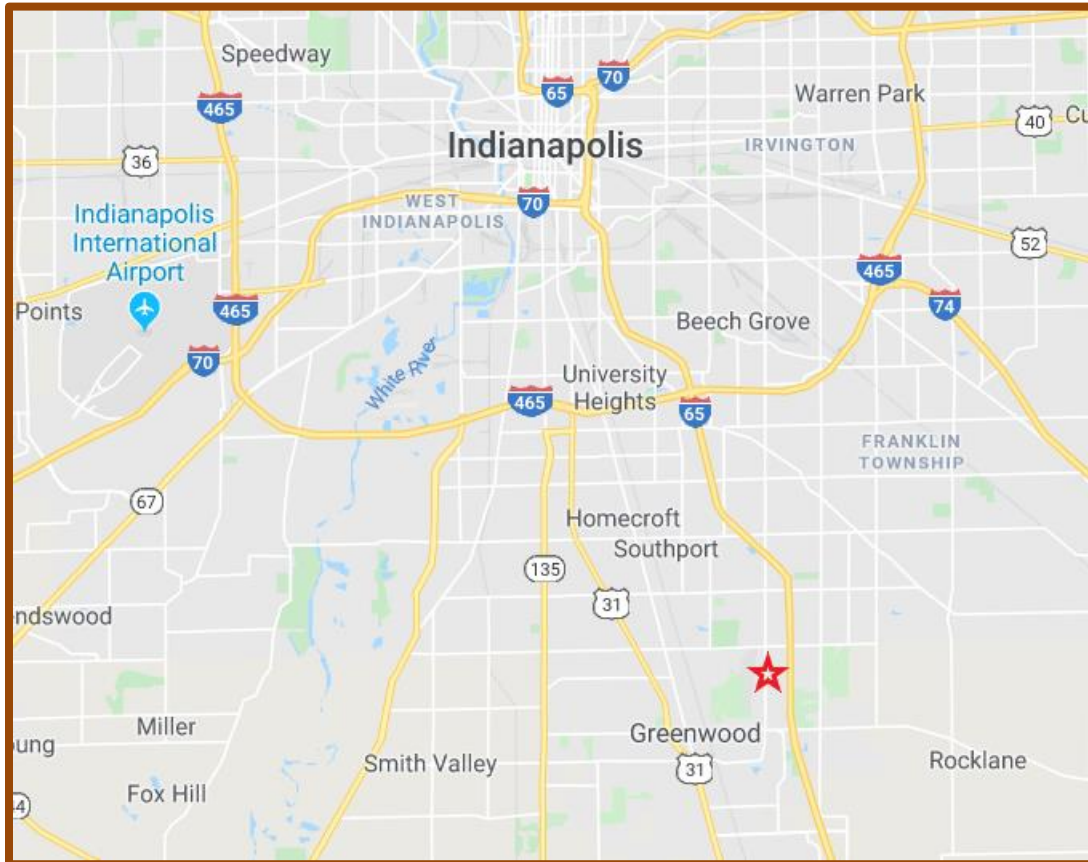 Speedway
465
65
70
Warren Park
40
Cu
Indianapolis
IRVINGTON
36
WEST
INDIANAPOLIS
70
Indianapolis
International
Airport
52
465
74
Points
465
Beech Grove
70
White River
University
Heights
465
65
FRANKLIN
TOWNSHIP
67
Homecroft
Southport
135
31
endswood
Miller
Greenwood
oung
Smith Valley
31
Rocklane
Fox Hill
44